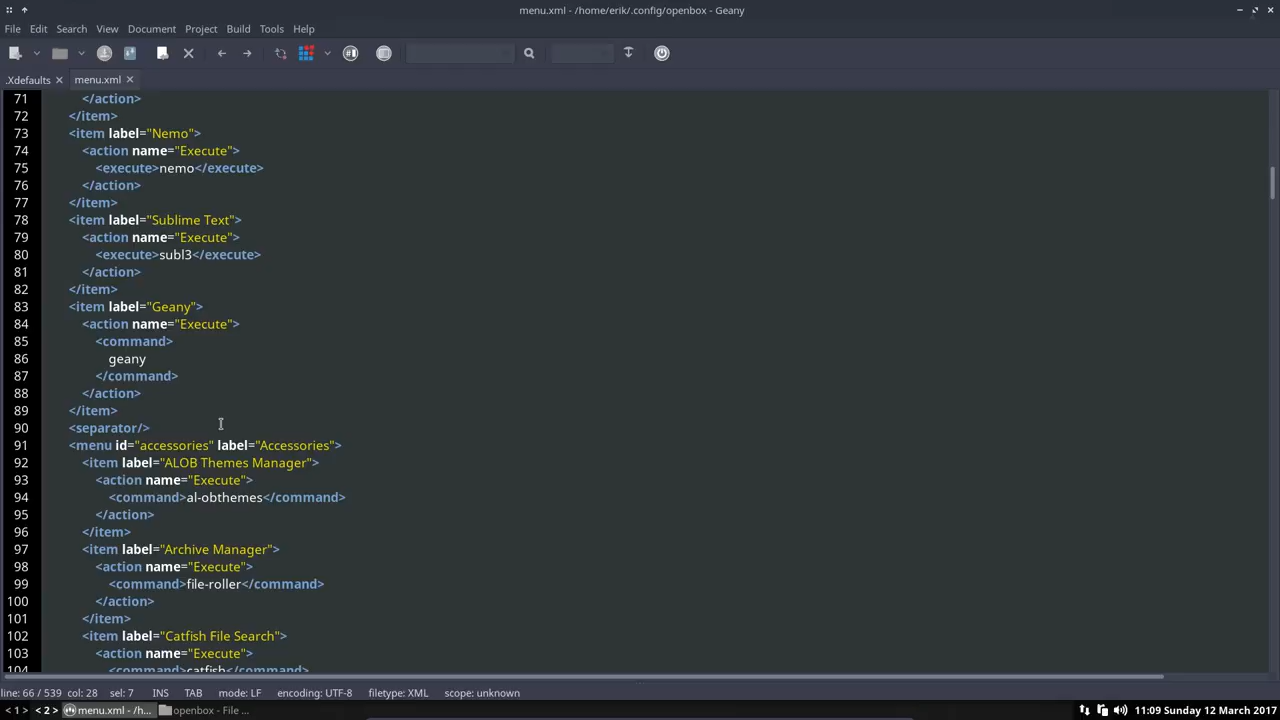 menu.xml - /home/erik/.config/openbox - Geany
File Edit Search View Document Project Build Tools Help
.Xdefaults menu.xml
71 </action>
72 </item>
73 <item label="Nemo">
74 <action name="Execute">
75 <execute>nemo</execute>
76 </action>
77 </item>
78 <item label="Sublime Text">
79 <action name="Execute">
80 <execute>subl3</execute>
81 </action>
82 </item>
83 <item label="Geany">
84 <action name="Execute">
85 <command>
86 geany
87 </command>
88 </action>
89 </item>
90 <separator/>
91 <menu id="accessories" label="Accessories">
92 <item label="ALOB Themes Manager">
93 <action name="Execute">
94 <command>al-obthemes</command>
95 </action>
96 </item>
97 <item label="Archive Manager">
98 <action name="Execute">
99 <command>file-roller</command>
100 </action>
101 </item>
102 <item label="Catfish File Search">
103 <action name="Execute">
104 <command>catfish</command>
line: 66 / 539 col: 28 sel: 7 INS TAB mode: LF encoding: UTF-8 filetype: XML scope: unknown
< 1 > < 2 > menu.xml - /h... openbox - File ... 11:09 Sunday 12 March 2017